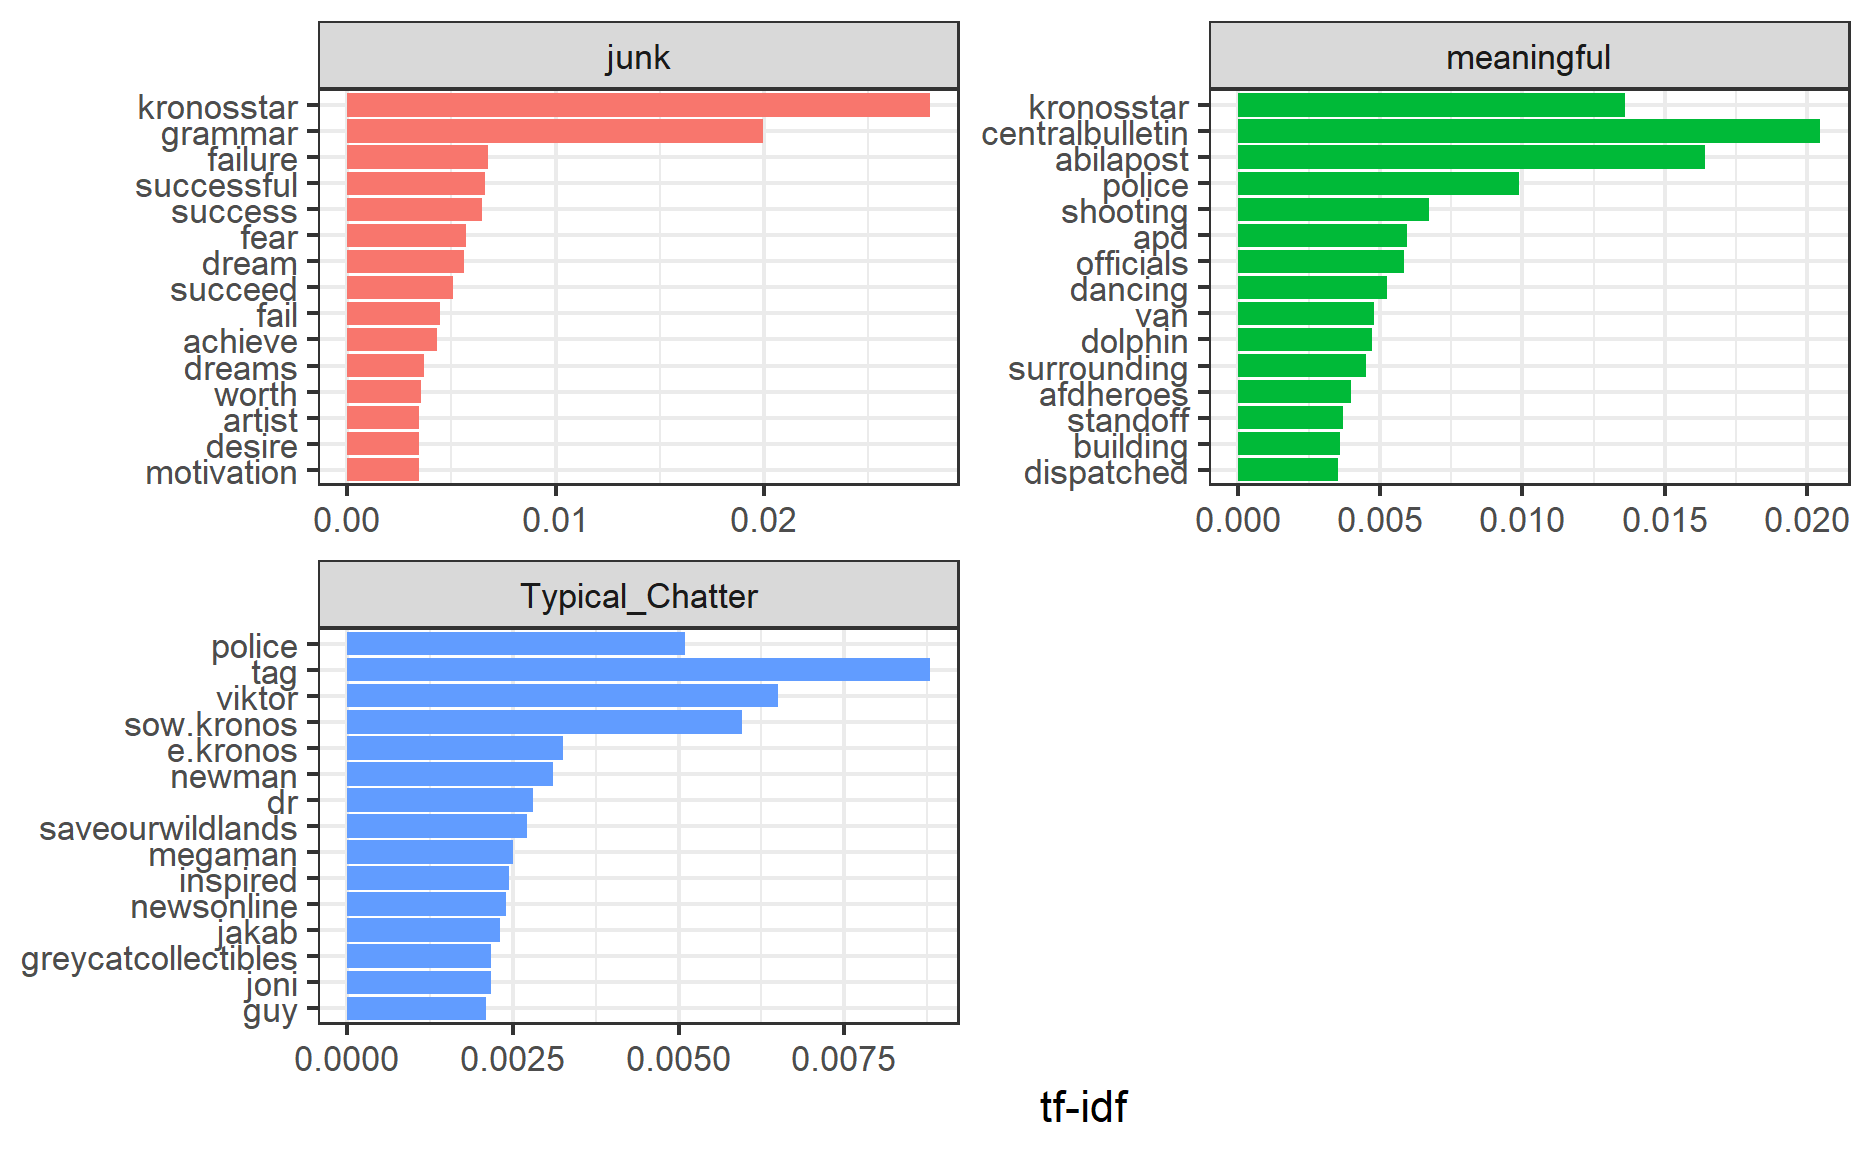 junk
kronosstar
grammar
failure
successful
success
fear
dream
succeed
fail
achieve
dreams
worth
artist
desire
motivation
0.00 0.01 0.02
meaningful
kronosstar
centralbulletin
abilapost
police
shooting
apd
officials
dancing
van
dolphin
surrounding
afdheroes
standoff
building
dispatched
0.000 0.005 0.010 0.015 0.020
Typical_Chatter
police
tag
viktor
sow.kronos
e.kronos
newman
dr
saveourwildlands
megaman
inspired
newsonline
jakab
greycatcollectibles
joni
guy
0.0000 0.0025 0.0050 0.0075
tf-idf